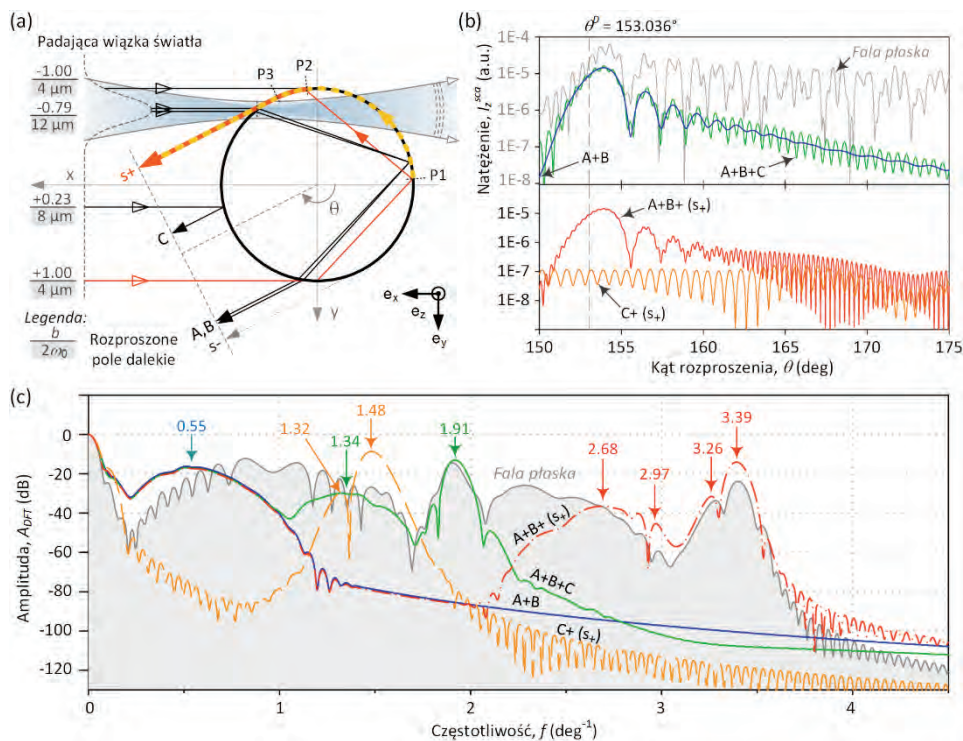 (a)
Padająca wiązka światła
-1.00
4 μm
-0.79
12 μm
P3
P2
P1
s+
x
+0.23
8 μm
θ
C
+1.00
4 μm
Legenda:
b
2ω₀
Rozproszone
pole dalekie
A,B
s-
y
eₓ
e_z
e_y
(b)
θᴰ = 153.036°
Natężenie, I_z^sca (a.u.)
1E-4
1E-5
1E-6
1E-7
1E-8
Fala płaska
A+B
A+B+C
1E-5
1E-6
1E-7
1E-8
A+B+ (s₊)
C+ (s₊)
150
155
160
165
170
175
Kąt rozproszenia, θ (deg)
(c)
Amplituda, A_DFT (dB)
0
-20
-40
-60
-80
-100
-120
0.55
1.32
1.48
1.34
1.91
2.68
2.97
3.26
3.39
Fala płaska
A+B+ (s₊)
A+B+C
A+B
C+ (s₊)
0
1
2
3
4
Częstotliwość, f (deg⁻¹)